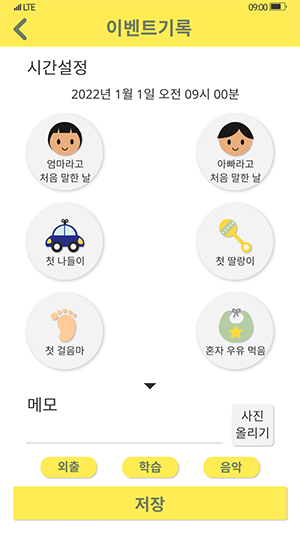 LTE 09:00
이벤트기록
시간설정
2022년 1월 1일 오전 09시 00분
엄마라고
처음 말한 날
아빠라고
처음 말한 날
첫 나들이
첫 딸랑이
첫 걸음마
혼자 우유 먹음
메모
사진
올리기
외출 학습 음악
저장